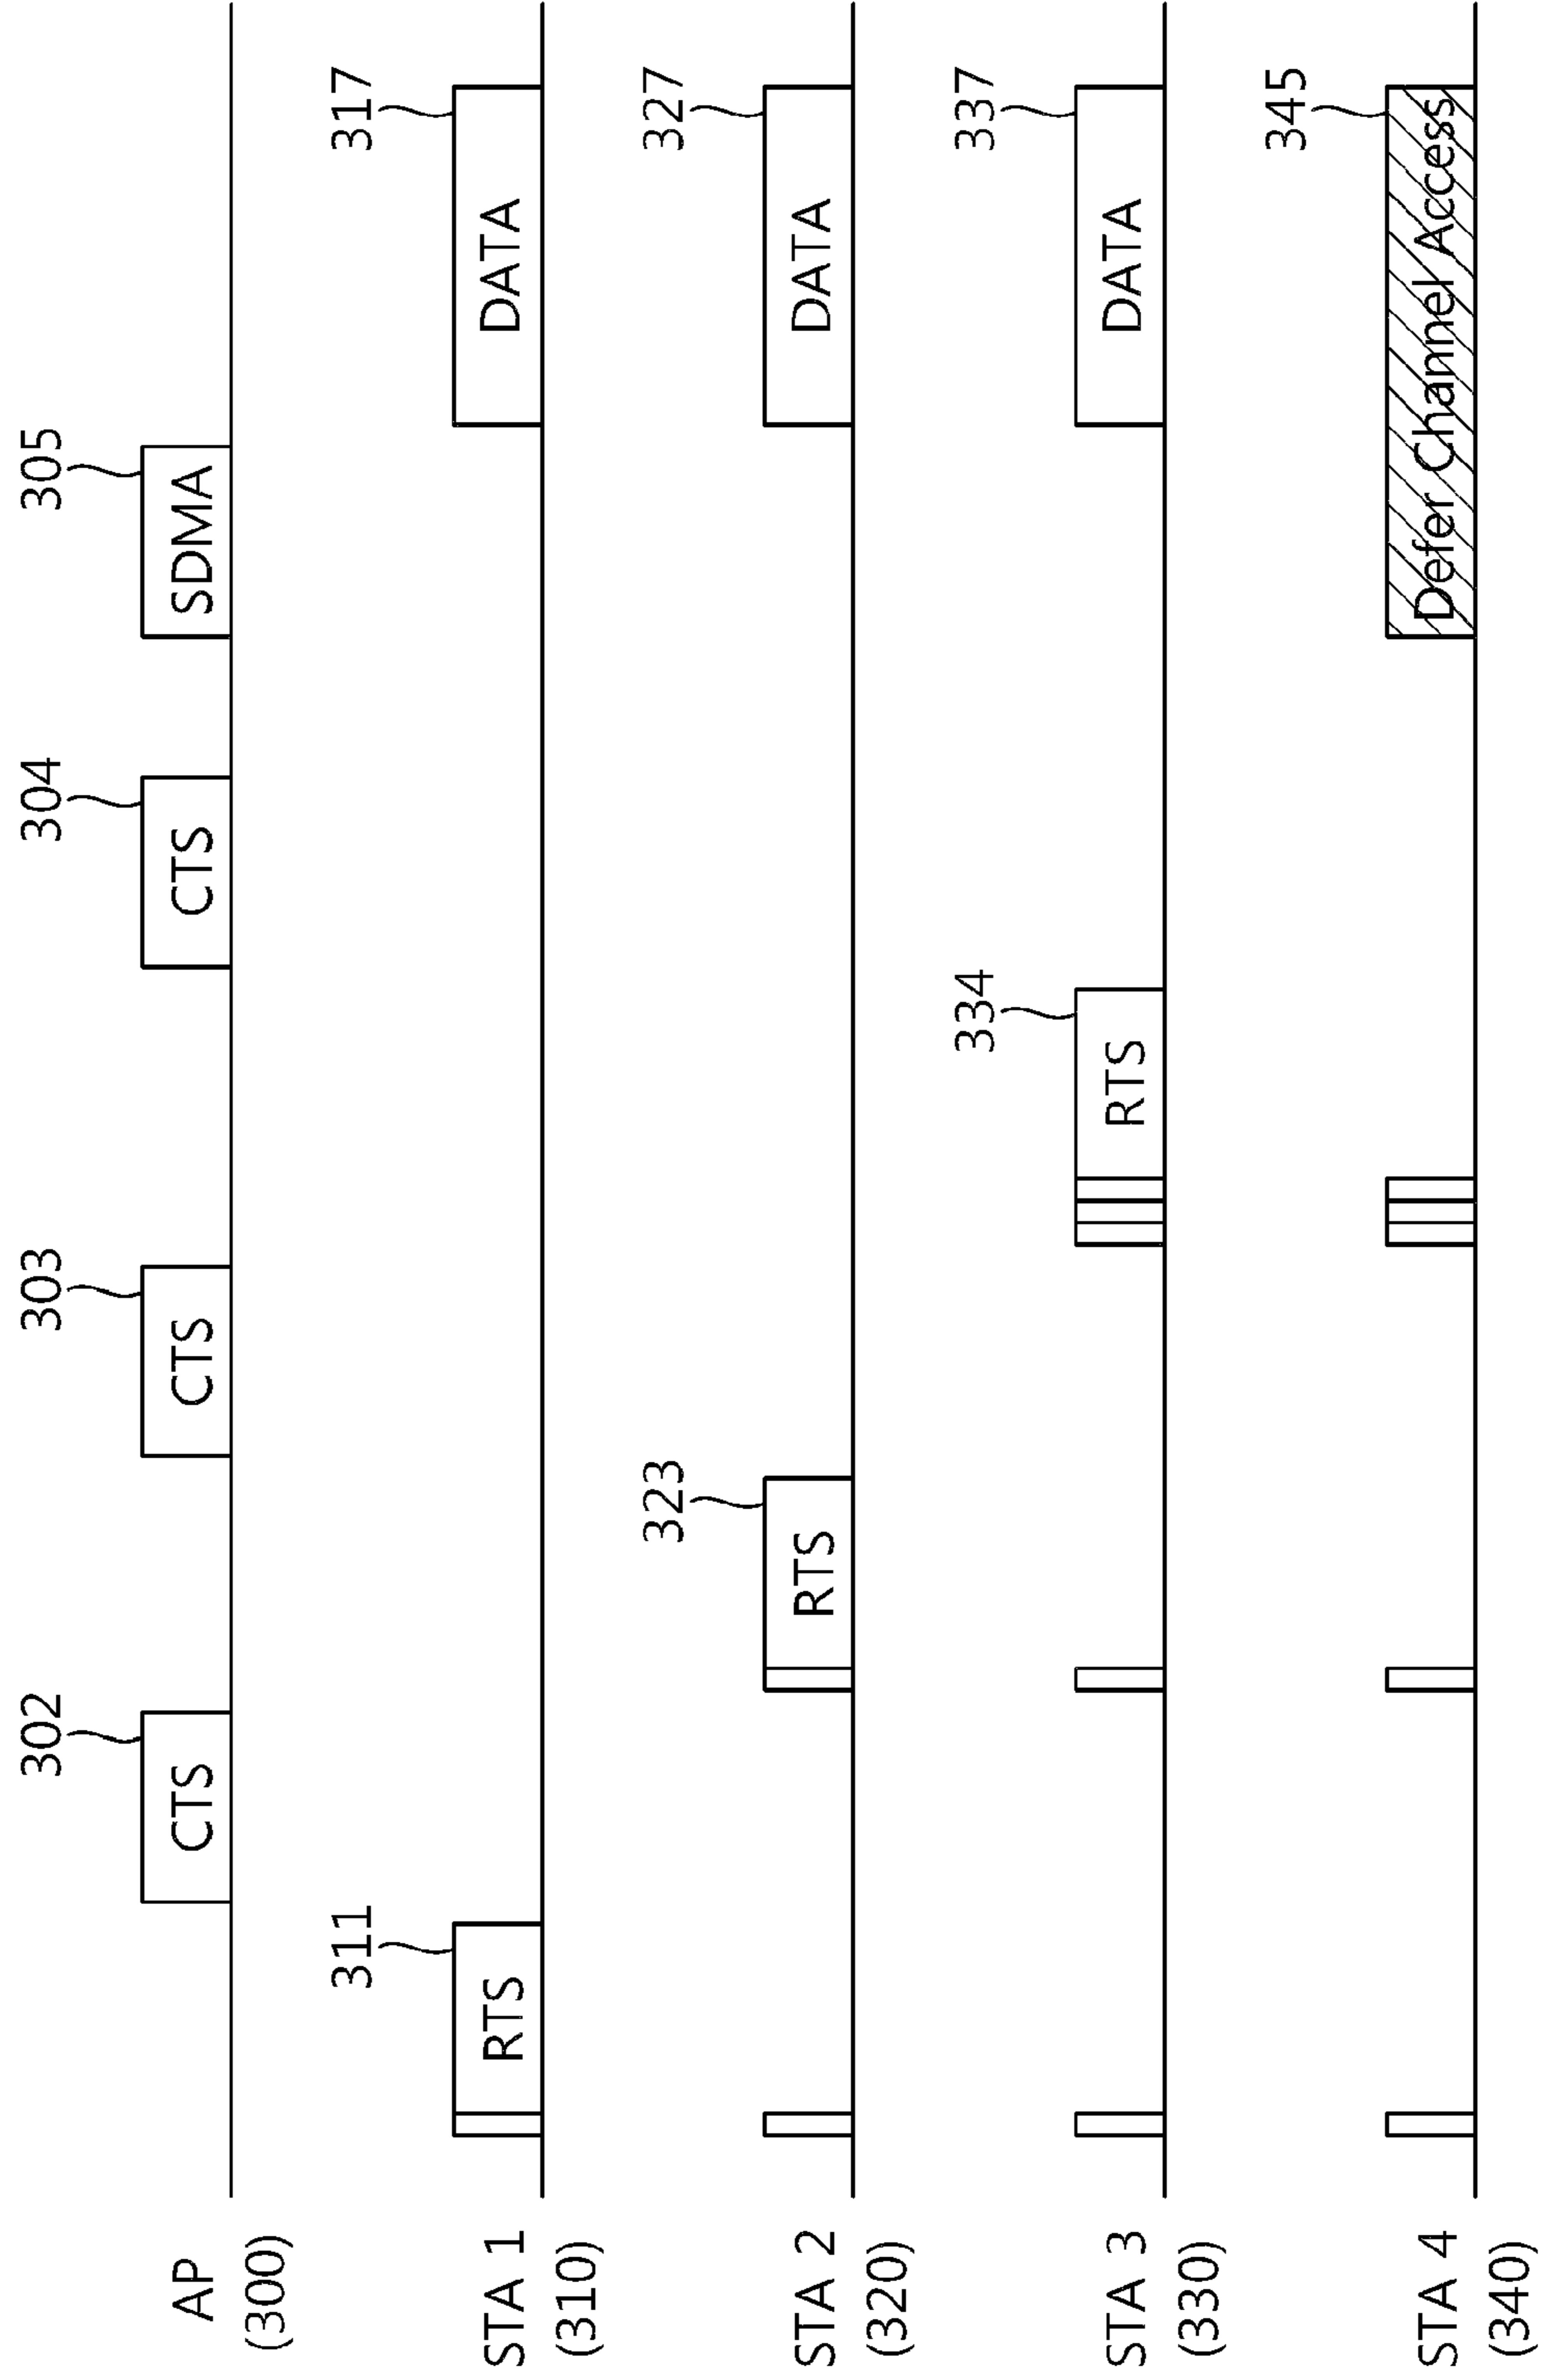 302
303
304
305
AP
(300)
CTS
CTS
CTS
SDMA
311
317
STA 1
(310)
RTS
DATA
323
327
STA 2
(320)
RTS
DATA
334
337
STA 3
(330)
RTS
DATA
345
STA 4
(340)
Defer Channel Access